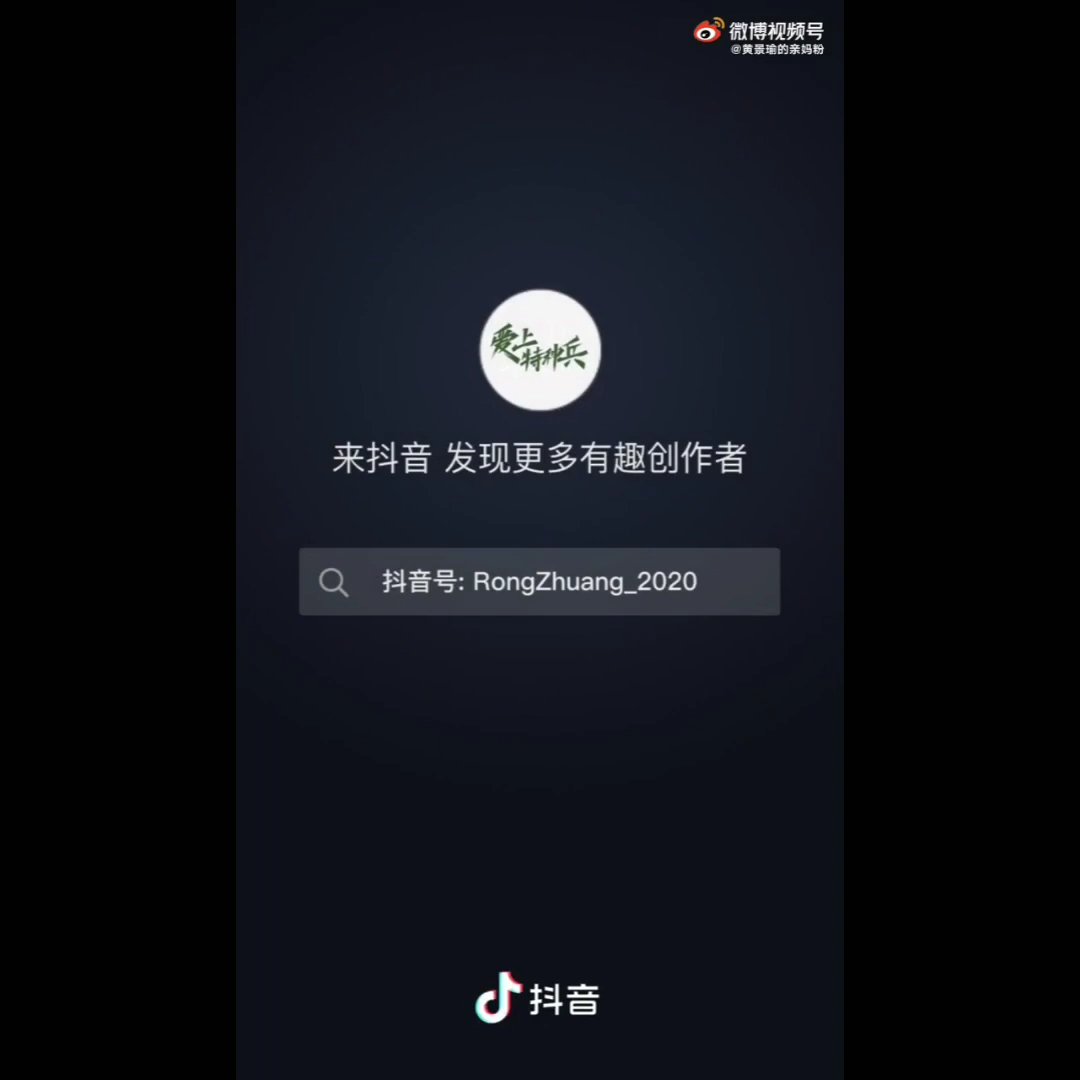 微博视频号
@黄景瑜的亲妈粉
爱上
特种兵
来抖音 发现更多有趣创作者
抖音号: RongZhuang_2020
抖音